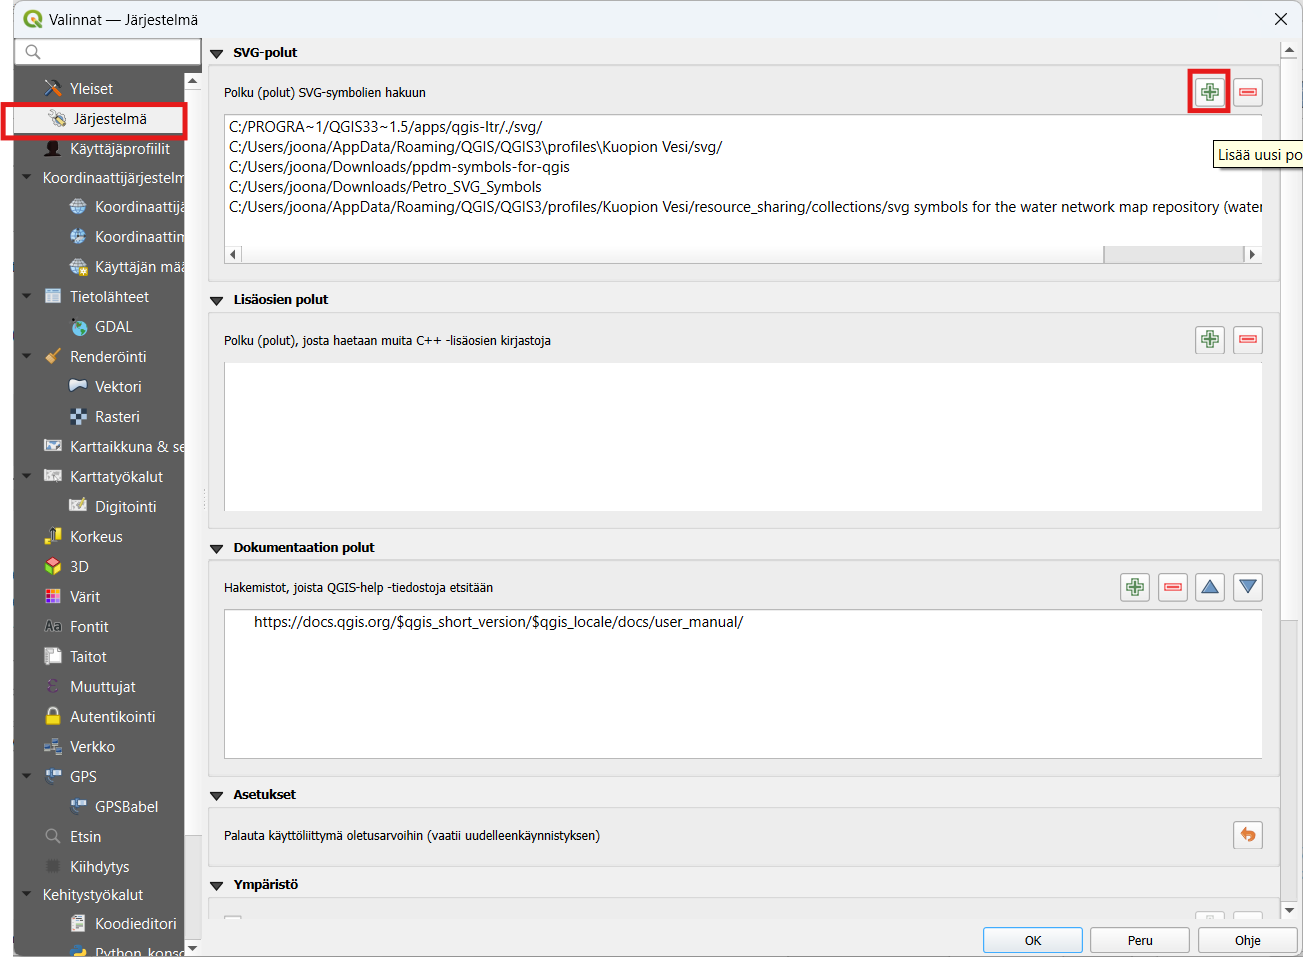 Valinnat — Järjestelmä
Yleiset
Järjestelmä
Käyttäjäprofiilit
Koordinaattijärjestelm
Koordinaattijä
Koordinaattim
Käyttäjän mää
Tietolähteet
GDAL
Renderöinti
Vektori
Rasteri
Karttaikkuna & se
Karttatyökalut
Digitointi
Korkeus
3D
Värit
Fontit
Taitot
Muuttujat
Autentikointi
Verkko
GPS
GPSBabel
Etsin
Kiihdytys
Kehitystyökalut
Koodieditori
Python-konso
SVG-polut
Polku (polut) SVG-symbolien hakuun
Lisää uusi po
C:/PROGRA~1/QGIS33~1.5/apps/qgis-ltr/./svg/
C:/Users/joona/AppData/Roaming/QGIS/QGIS3\profiles\Kuopion Vesi/svg/
C:/Users/joona/Downloads/ppdm-symbols-for-qgis
C:/Users/joona/Downloads/Petro_SVG_Symbols
C:/Users/joona/AppData/Roaming/QGIS/QGIS3/profiles/Kuopion Vesi/resource_sharing/collections/svg symbols for the water network map repository (water
Lisäosien polut
Polku (polut), josta haetaan muita C++ -lisäosien kirjastoja
Dokumentaation polut
Hakemistot, joista QGIS-help -tiedostoja etsitään
https://docs.qgis.org/$qgis_short_version/$qgis_locale/docs/user_manual/
Asetukset
Palauta käyttöliittymä oletusarvoihin (vaatii uudelleenkäynnistyksen)
Ympäristö
OK
Peru
Ohje